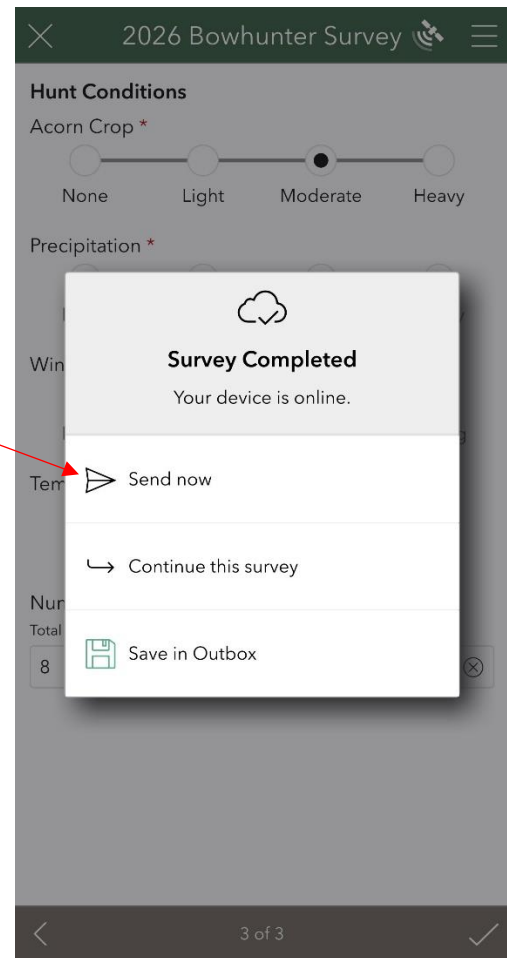 2026 Bowhunter Survey
Hunt Conditions
Acorn Crop *
None Light Moderate Heavy
Precipitation *
Survey Completed
Your device is online.
Send now
Continue this survey
Save in Outbox
Total
8
3 of 3